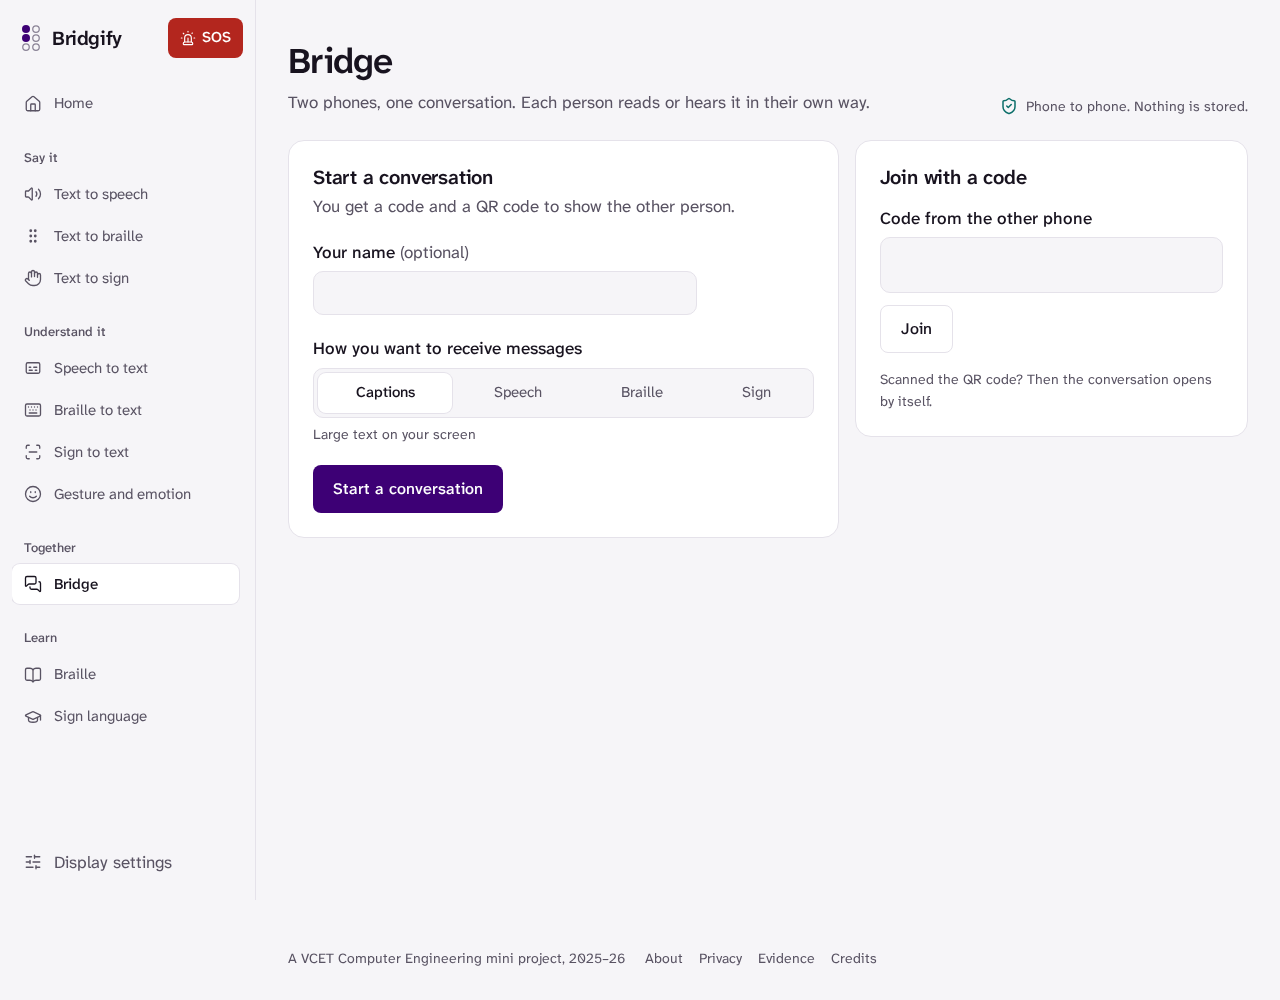 Bridgify
SOS
Home
Say it
Text to speech
Text to braille
Text to sign
Understand it
Speech to text
Braille to text
Sign to text
Gesture and emotion
Together
Bridge
Learn
Braille
Sign language
Display settings
Bridge
Two phones, one conversation. Each person reads or hears it in their own way.
Phone to phone. Nothing is stored.
Start a conversation
You get a code and a QR code to show the other person.
Your name (optional)
How you want to receive messages
Captions Speech Braille Sign
Large text on your screen
Start a conversation
Join with a code
Code from the other phone
Join
Scanned the QR code? Then the conversation opens
by itself.
A VCET Computer Engineering mini project, 2025–26 About Privacy Evidence Credits